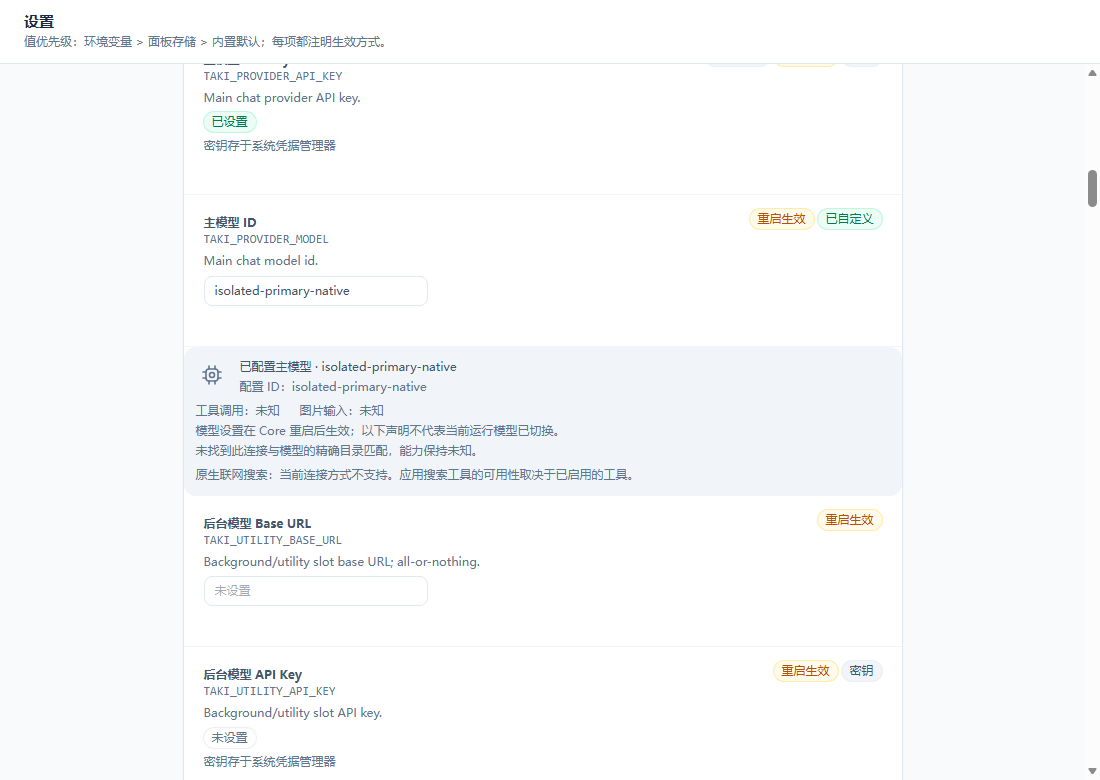 设置
值优先级：环境变量 > 面板存储 > 内置默认；每项都注明生效方式。
TAKI_PROVIDER_API_KEY
Main chat provider API key.
已设置
密钥存于系统凭据管理器
主模型 ID
重启生效
已自定义
TAKI_PROVIDER_MODEL
Main chat model id.
isolated-primary-native
已配置主模型 · isolated-primary-native
配置 ID：isolated-primary-native
工具调用：未知 图片输入：未知
模型设置在 Core 重启后生效；以下声明不代表当前运行模型已切换。
未找到此连接与模型的精确目录匹配，能力保持未知。
原生联网搜索：当前连接方式不支持。应用搜索工具的可用性取决于已启用的工具。
后台模型 Base URL
重启生效
TAKI_UTILITY_BASE_URL
Background/utility slot base URL; all-or-nothing.
未设置
后台模型 API Key
重启生效
密钥
TAKI_UTILITY_API_KEY
Background/utility slot API key.
未设置
密钥存于系统凭据管理器